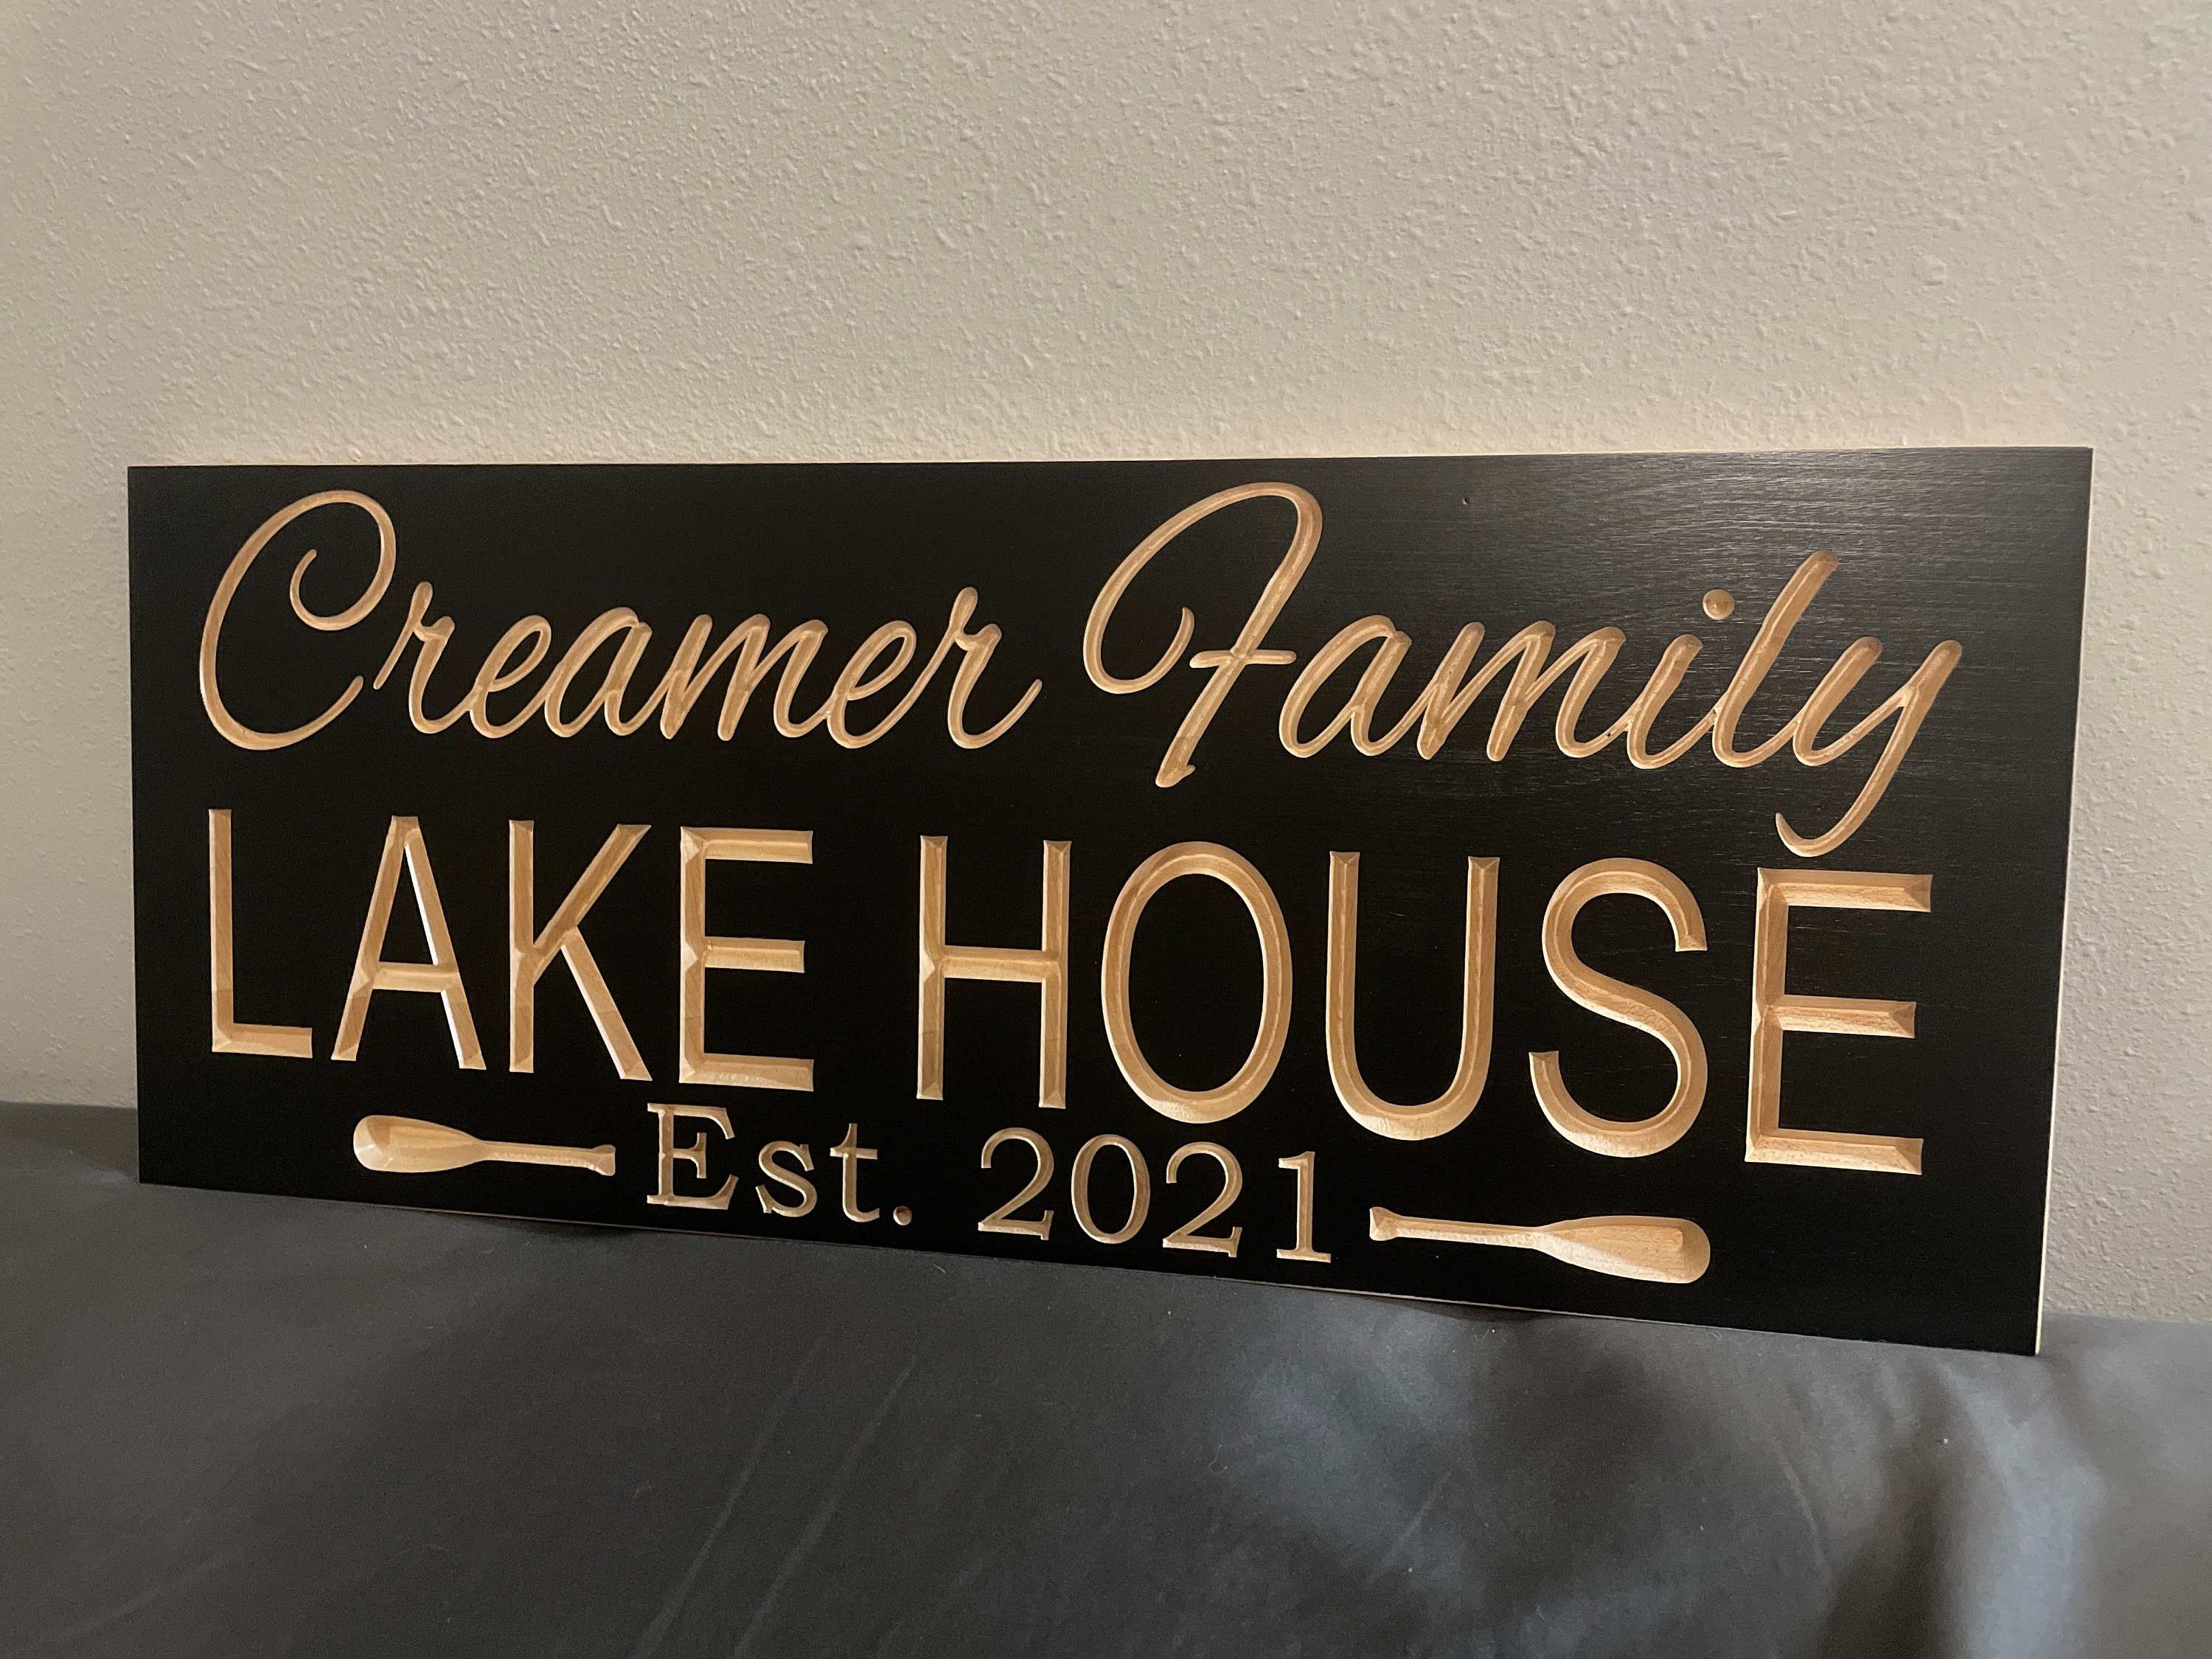 Creamer Family
LAKE HOUSE
Est. 2021